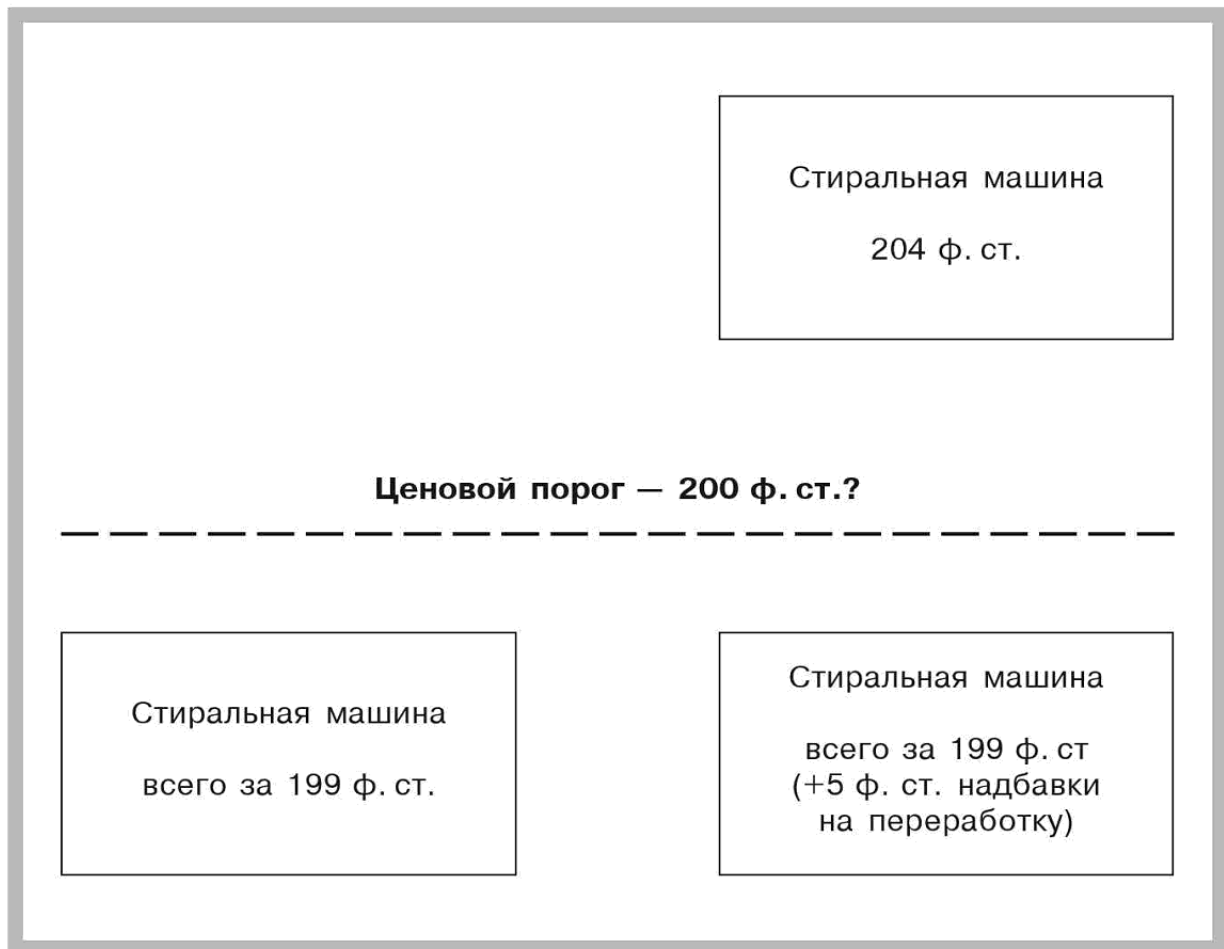 Стиральная машина
204 ф. ст.
Ценовой порог — 200 ф. ст.?
Стиральная машина
всего за 199 ф. ст.
Стиральная машина
всего за 199 ф. ст
(+5 ф. ст. надбавки
на переработку)